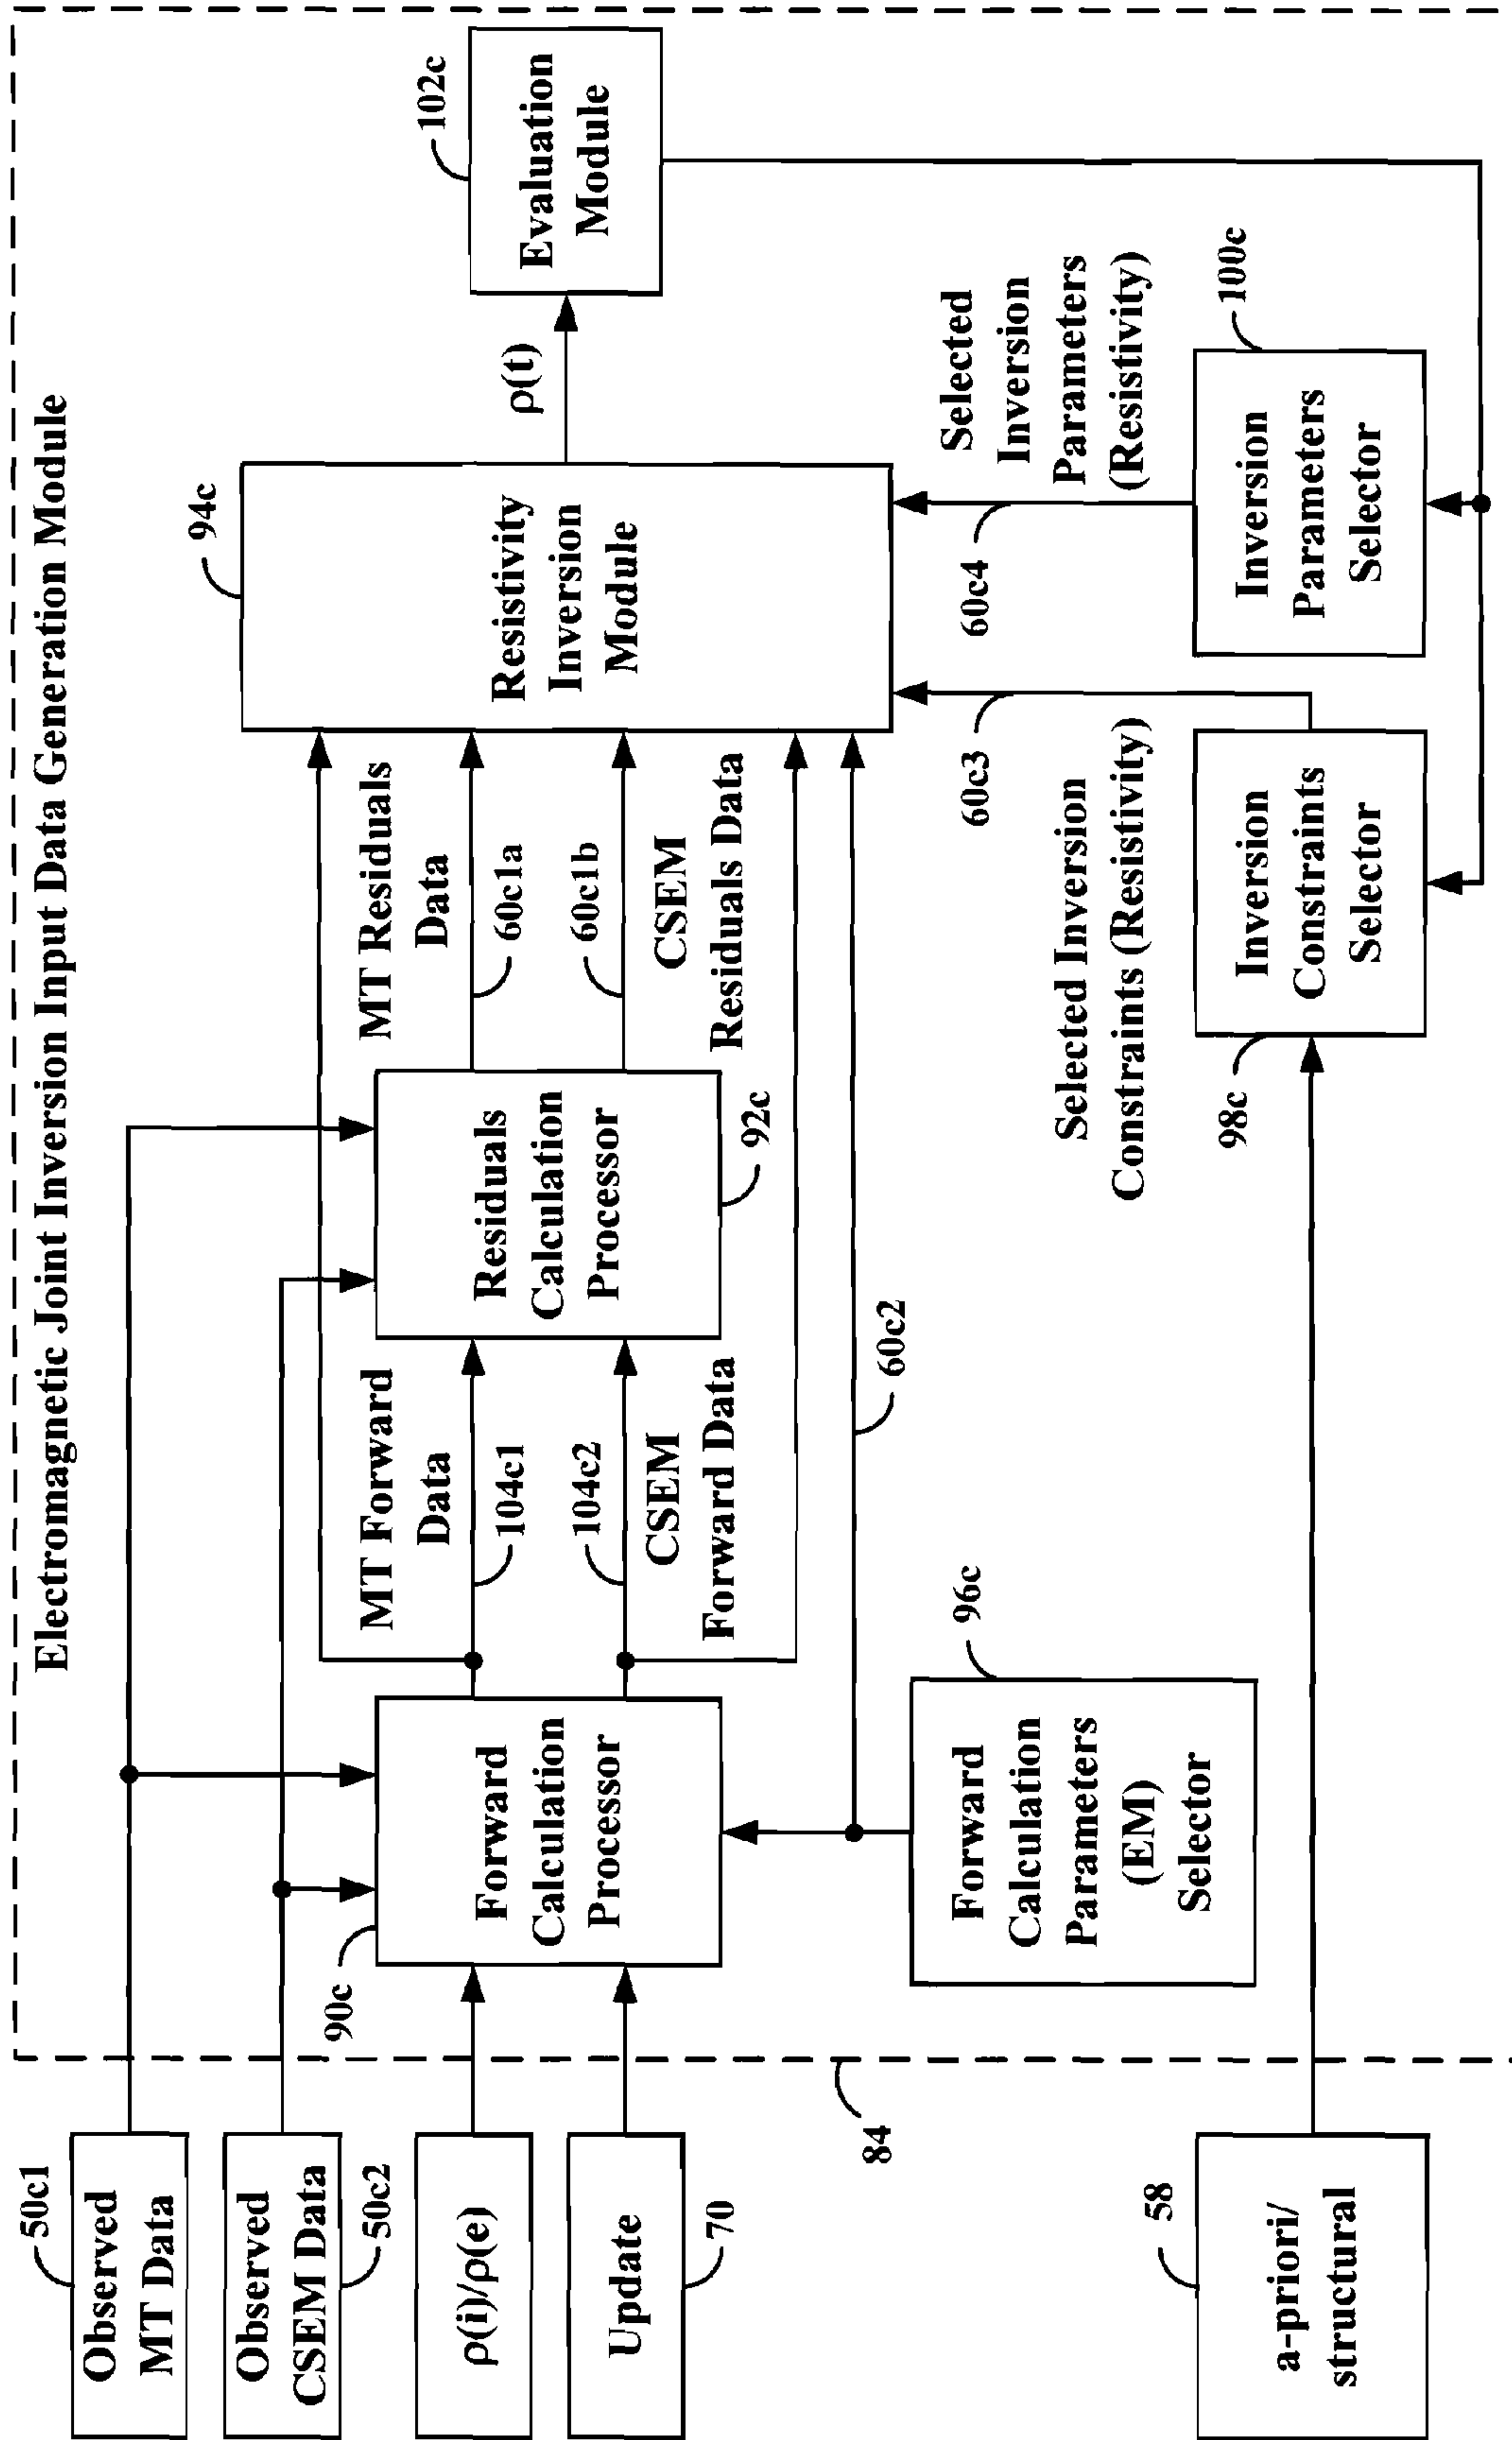 Electromagnetic Joint Inversion Input Data Generation Module
50c1
Observed
MT Data
Observed
CSEM Data
50c2
ρ(i)/ρ(e)
Update
70
84
58
a-priori/
structural
90c
Forward
Calculation
Processor
MT Forward
Data
104c1
104c2
CSEM
Forward Data
96c
Forward
Calculation
Parameters
(EM)
Selector
60c2
Residuals
Calculation
Processor
92c
MT Residuals
Data
60c1a
60c1b
CSEM
Residuals Data
94c
Resistivity
Inversion
Module
ρ(t)
102c
Evaluation
Module
Selected Inversion
Constraints (Resistivity)
60c3
98c
Inversion
Constraints
Selector
Selected
Inversion
Parameters
(Resistivity)
60c4
100c
Inversion
Parameters
Selector